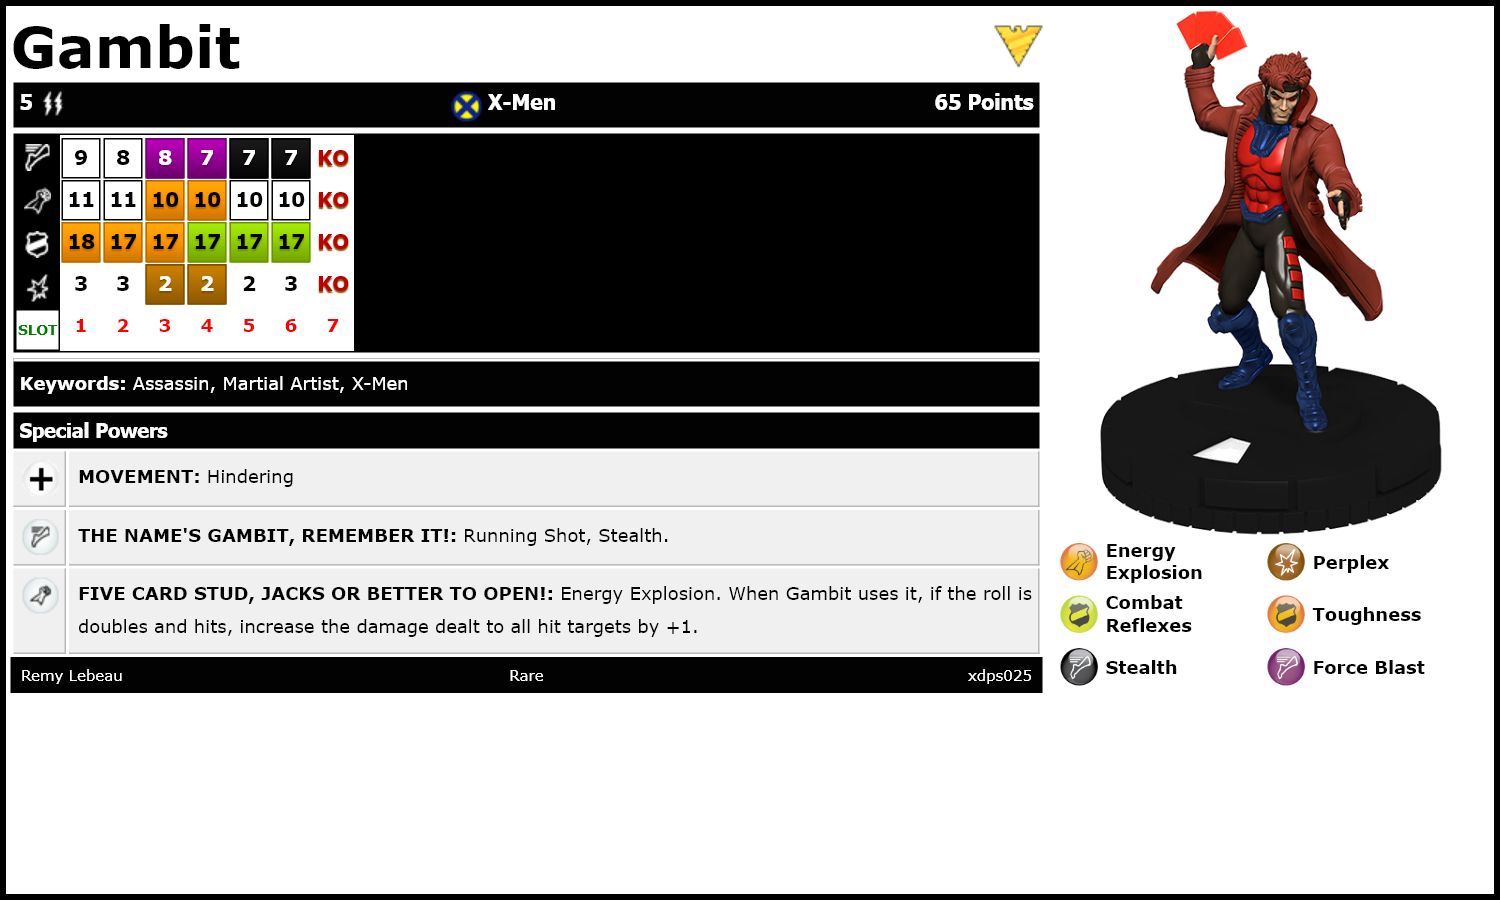 Gambit
5 X-Men 65 Points
9 8 8 7 7 7 KO
11 11 10 10 10 10 KO
18 17 17 17 17 17 KO
3 3 2 2 2 3 KO
SLOT 1 2 3 4 5 6 7
Keywords: Assassin, Martial Artist, X-Men
Special Powers
MOVEMENT: Hindering
THE NAME'S GAMBIT, REMEMBER IT!: Running Shot, Stealth.
FIVE CARD STUD, JACKS OR BETTER TO OPEN!: Energy Explosion. When Gambit uses it, if the roll is
doubles and hits, increase the damage dealt to all hit targets by +1.
Remy Lebeau Rare xdps025
Energy
Explosion
Perplex
Combat
Reflexes
Toughness
Stealth
Force Blast